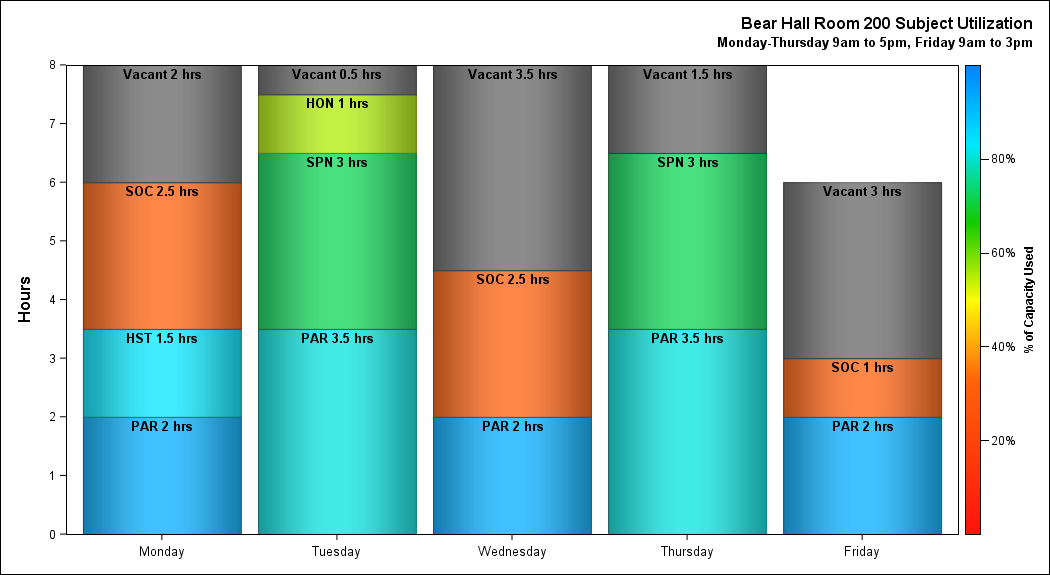 Bear Hall Room 200 Subject Utilization
Monday-Thursday 9am to 5pm, Friday 9am to 3pm
Hours
8
7
6
5
4
3
2
1
0
Vacant 2 hrs
SOC 2.5 hrs
HST 1.5 hrs
PAR 2 hrs
Monday
Vacant 0.5 hrs
HON 1 hrs
SPN 3 hrs
PAR 3.5 hrs
Tuesday
Vacant 3.5 hrs
SOC 2.5 hrs
PAR 2 hrs
Wednesday
Vacant 1.5 hrs
SPN 3 hrs
PAR 3.5 hrs
Thursday
Vacant 3 hrs
SOC 1 hrs
PAR 2 hrs
Friday
80%
60%
40%
20%
% of Capacity Used